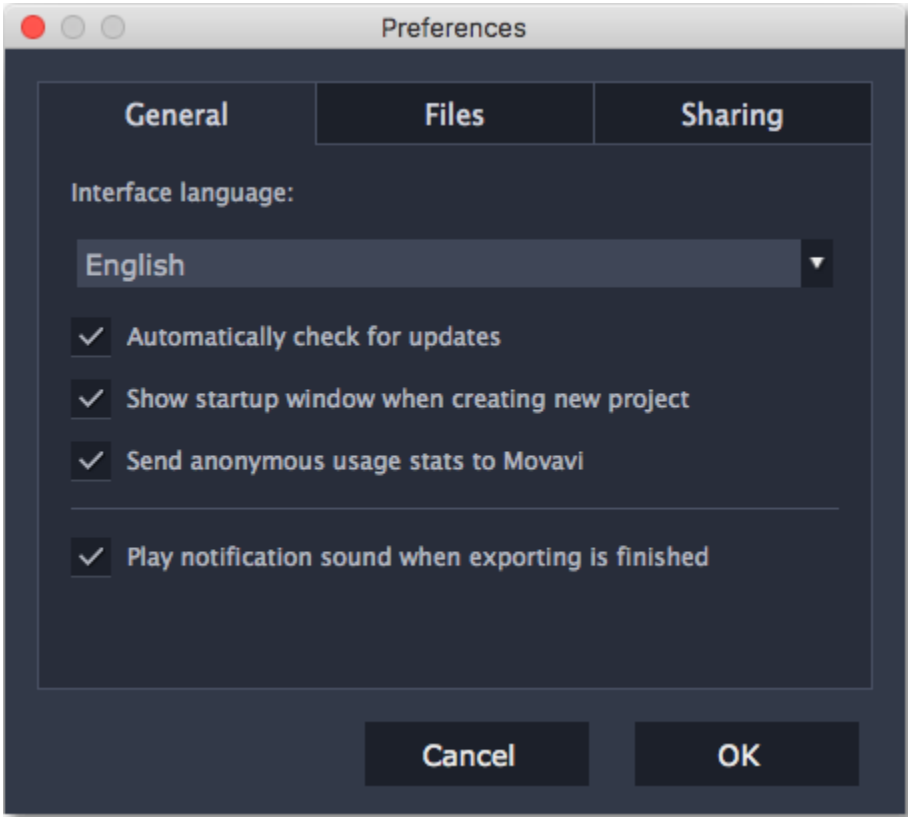 Preferences
General Files Sharing
Interface language:
English
Automatically check for updates
Show startup window when creating new project
Send anonymous usage stats to Movavi
Play notification sound when exporting is finished
Cancel OK